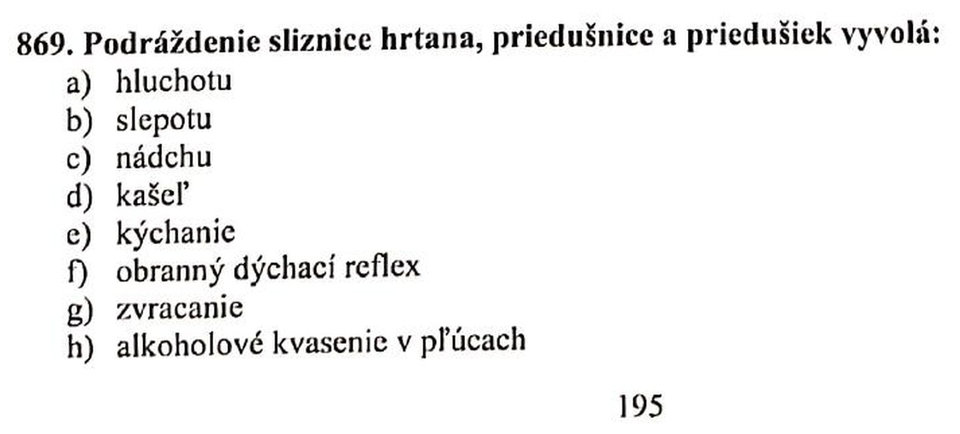 869. Podráždenie sliznice hrtana, priedušnice a priedušiek vyvolá:
a) hluchotu
b) slepotu
c) nádchu
d) kašeľ
e) kýchanie
f) obranný dýchací reflex
g) zvracanie
h) alkoholové kvasenie v pľúcach
195